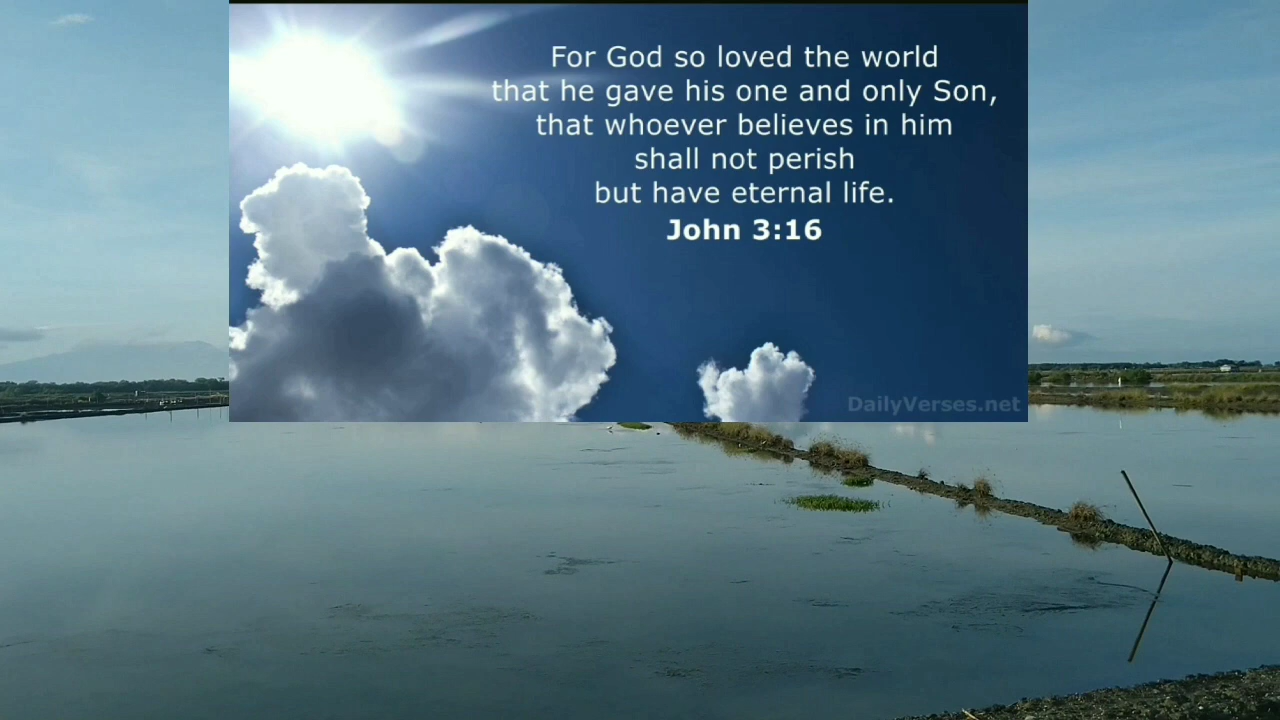 For God so loved the world
that he gave his one and only Son,
that whoever believes in him
shall not perish
but have eternal life.
John 3:16
DailyVerses.net